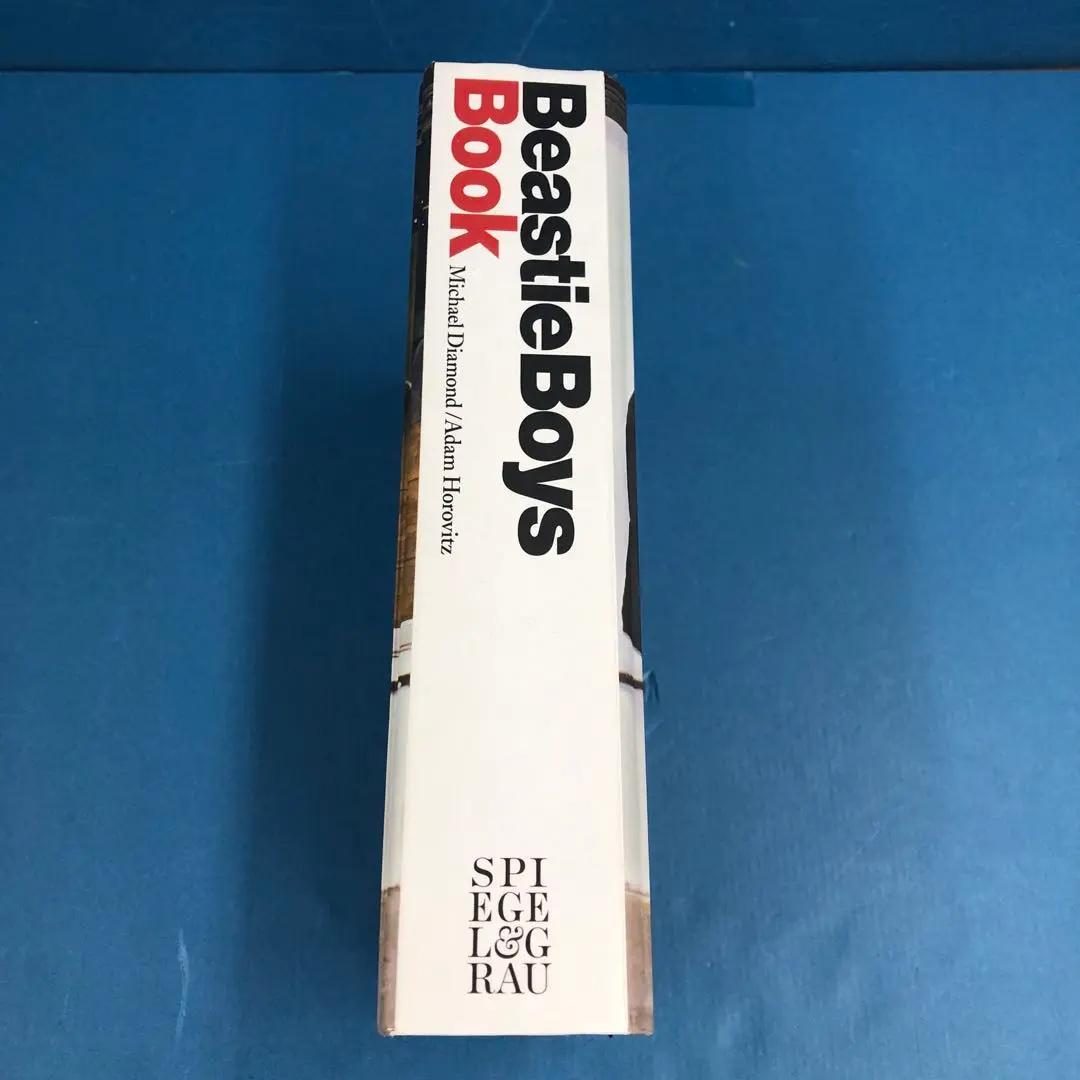 BeastieBoys
Book
Michael Diamond / Adam Horovitz
SPI
EGE
L&G
RAU